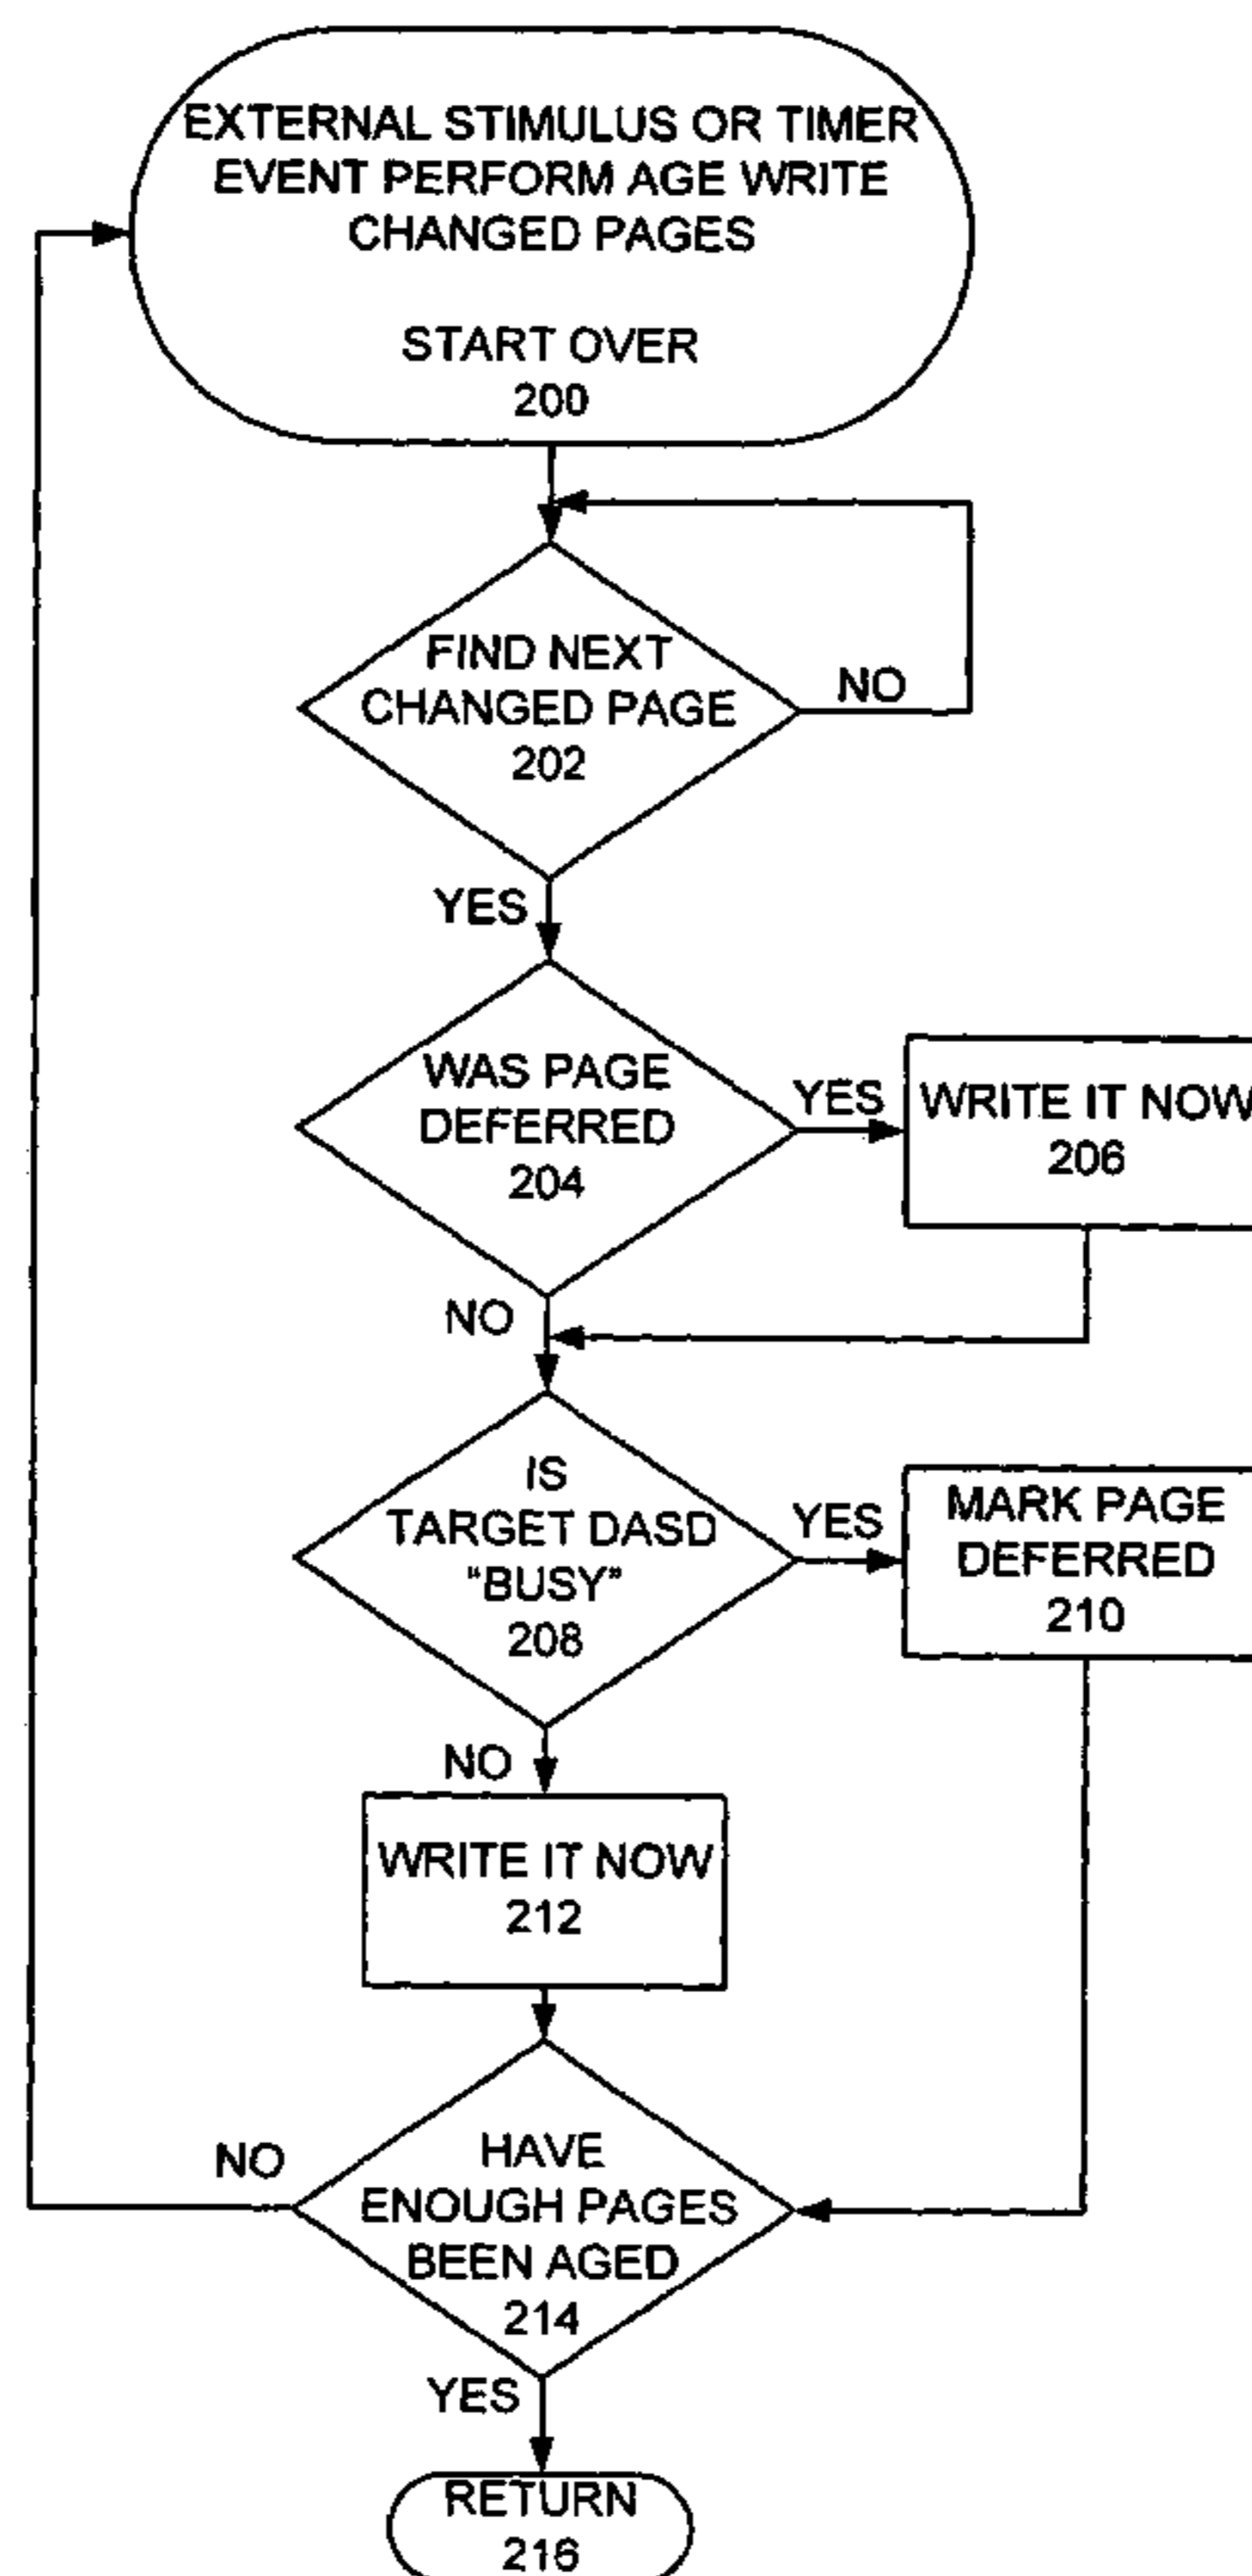 EXTERNAL STIMULUS OR TIMER
EVENT PERFORM AGE WRITE
CHANGED PAGES
START OVER
200
FIND NEXT
CHANGED PAGE
202
NO
YES
WAS PAGE
DEFERRED
204
YES
WRITE IT NOW
206
NO
IS
TARGET DASD
"BUSY"
208
YES
MARK PAGE
DEFERRED
210
NO
WRITE IT NOW
212
HAVE
ENOUGH PAGES
BEEN AGED
214
NO
YES
RETURN
216